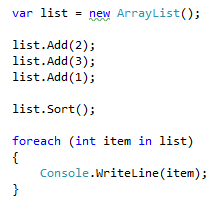 var list = new ArrayList();
list.Add(2);
list.Add(3);
list.Add(1);
list.Sort();
foreach (int item in list)
{
    Console.WriteLine(item);
}